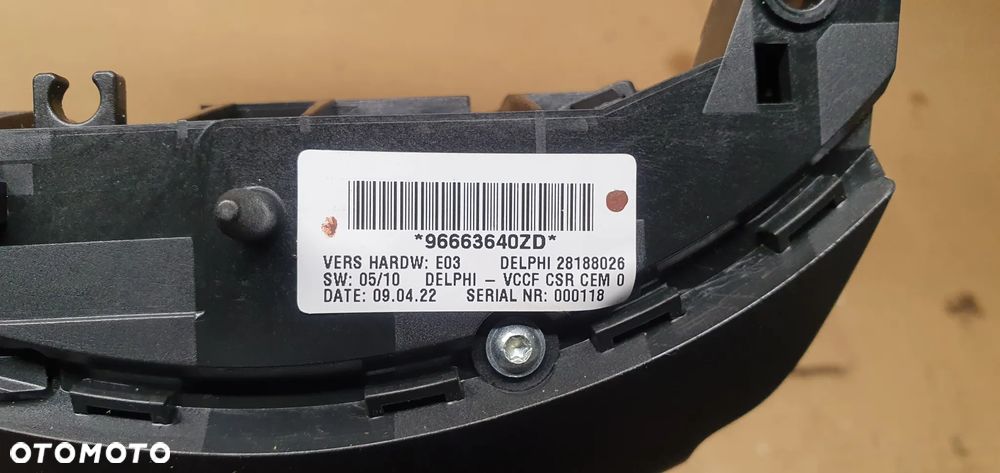 *96663640ZD*
VERS HARDW: E03 DELPHI 28188026
SW: 05/10 DELPHI - VCCF CSR CEM 0
DATE: 09.04.22 SERIAL NR: 000118
OTOMOTO
OTOMOTO